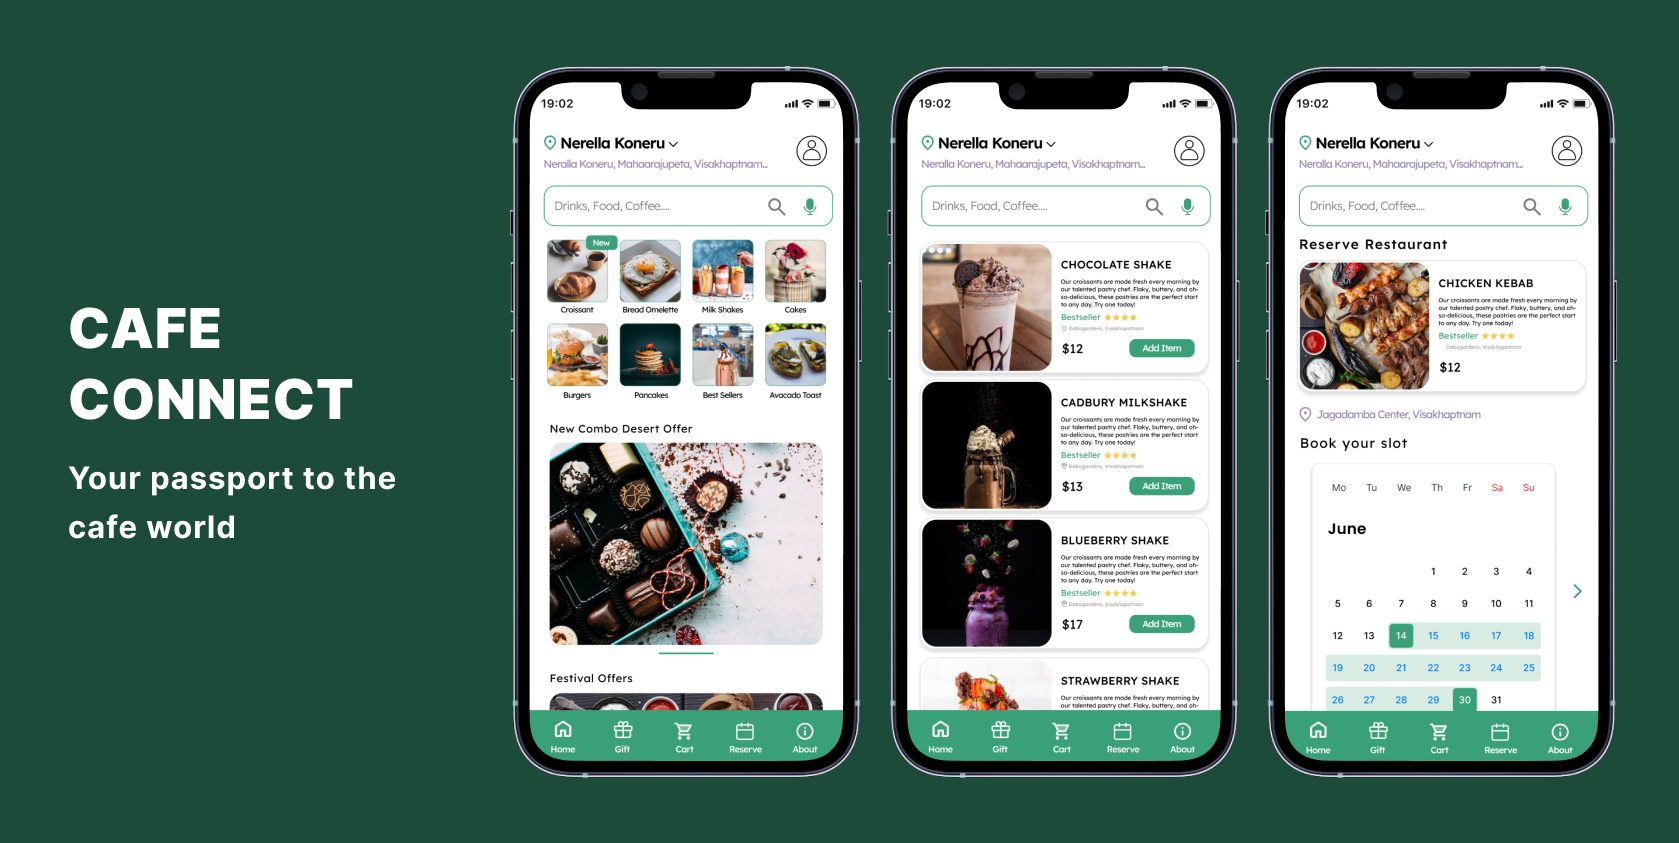 CAFE
CONNECT
Your passport to the
cafe world
19:02
Nerella Koneru
Neralla Koneru, Mahaarajupeta, Visakhaptnam...
Drinks, Food, Coffee....
New
Croissant
Bread Omelette
Milk Shakes
Cakes
Burgers
Pancakes
Best Sellers
Avacado Toast
New Combo Desert Offer
Festival Offers
Home
Gift
Cart
Reserve
About
19:02
Nerella Koneru
Neralla Koneru, Mahaarajupeta, Visakhaptnam...
Drinks, Food, Coffee....
CHOCOLATE SHAKE
Our croissants are made fresh every morning by
our talented pastry chef. Flaky, buttery, and oh-
so-delicious, these pastries are the perfect start
to any day. Try one today!
Bestseller
Dabagardens, Visakhapatnam
$12
Add Item
CADBURY MILKSHAKE
Our croissants are made fresh every morning by
our talented pastry chef. Flaky, buttery, and oh-
so-delicious, these pastries are the perfect start
to any day. Try one today!
Bestseller
Dabagardens, Visakhapatnam
$13
Add Item
BLUEBERRY SHAKE
Our croissants are made fresh every morning by
our talented pastry chef. Flaky, buttery, and oh-
so-delicious, these pastries are the perfect start
to any day. Try one today!
Bestseller
Dabagardens, Visakhapatnam
$17
Add Item
STRAWBERRY SHAKE
Our croissants are made fresh every morning by
our talented pastry chef. Flaky, buttery, and oh-
Home
Gift
Cart
Reserve
About
19:02
Nerella Koneru
Neralla Koneru, Mahaarajupeta, Visakhaptnam...
Drinks, Food, Coffee....
Reserve Restaurant
CHICKEN KEBAB
Our croissants are made fresh every morning by
our talented pastry chef. Flaky, buttery, and oh-
so-delicious, these pastries are the perfect start
to any day. Try one today!
Bestseller
Dabagardens, Visakhapatnam
$12
Jagadamba Center, Visakhaptnam
Book your slot
Mo Tu We Th Fr Sa Su
June
1 2 3 4
5 6 7 8 9 10 11
12 13 14 15 16 17 18
19 20 21 22 23 24 25
26 27 28 29 30 31
Home
Gift
Cart
Reserve
About